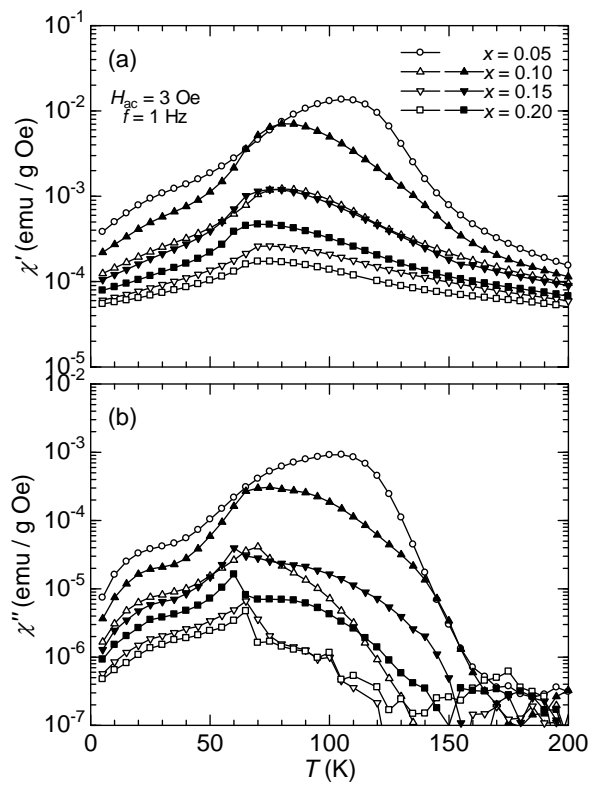 10⁻¹
(a)
x = 0.05
x = 0.10
x = 0.15
x = 0.20
H_ac = 3 Oe
f = 1 Hz
10⁻²
10⁻³
10⁻⁴
10⁻⁵
χ′ (emu / g Oe)
10⁻²
(b)
10⁻³
10⁻⁴
10⁻⁵
10⁻⁶
10⁻⁷
χ″ (emu / g Oe)
0 50 100 150 200
T (K)